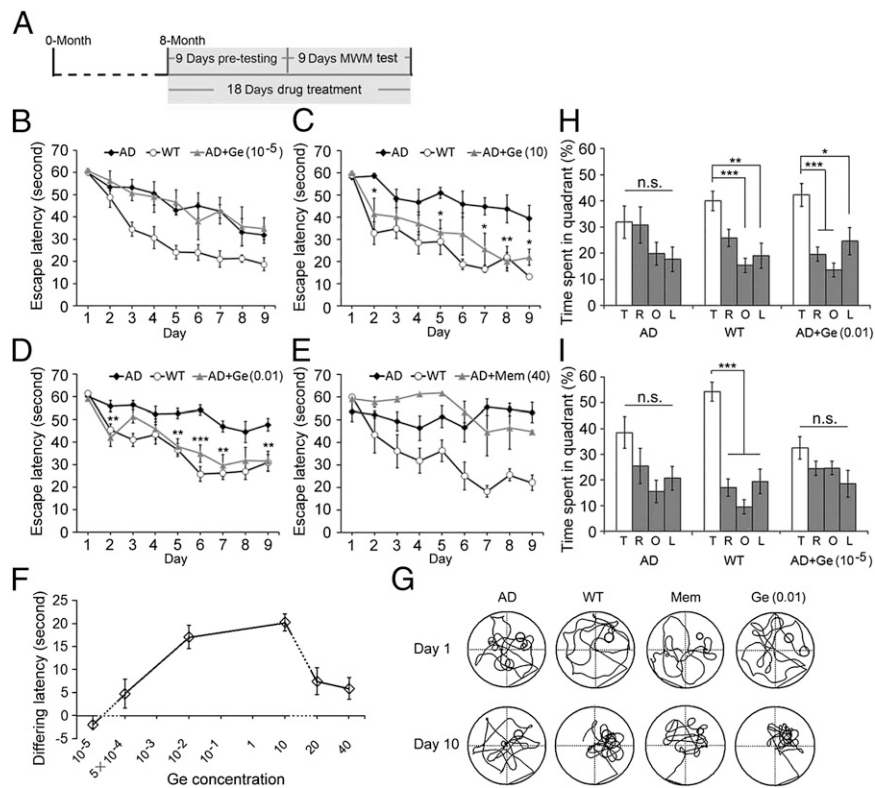 A
0-Month
8-Month
9 Days pre-testing
9 Days MWM test
18 Days drug treatment
B
AD WT AD+Ge (10-5)
Escape latency (second)
70
60
50
40
30
20
10
0
1 2 3 4 5 6 7 8 9
Day
C
AD WT AD+Ge (10)
Escape latency (second)
70
60
50
40
30
20
10
0
* * * ** *
1 2 3 4 5 6 7 8 9
Day
H
Time spent in quadrant (%)
60
50
40
30
20
10
0
n.s.
**
***
*
***
T R O L T R O L T R O L
AD WT AD+Ge (0.01)
D
AD WT AD+Ge (0.01)
Escape latency (second)
70
60
50
40
30
20
10
0
** ** *** ** **
1 2 3 4 5 6 7 8 9
Day
E
AD WT AD+Mem (40)
Escape latency (second)
70
60
50
40
30
20
10
0
1 2 3 4 5 6 7 8 9
Day
I
Time spent in quadrant (%)
60
50
40
30
20
10
0
n.s.
***
n.s.
T R O L T R O L T R O L
AD WT AD+Ge (10-5)
F
Differing latency (second)
25
20
15
10
5
0
-5
10-5 5×10-4 10-3 10-2 10-1 1 10 20 40
Ge concentration
G
AD WT Mem Ge (0.01)
Day 1
Day 10